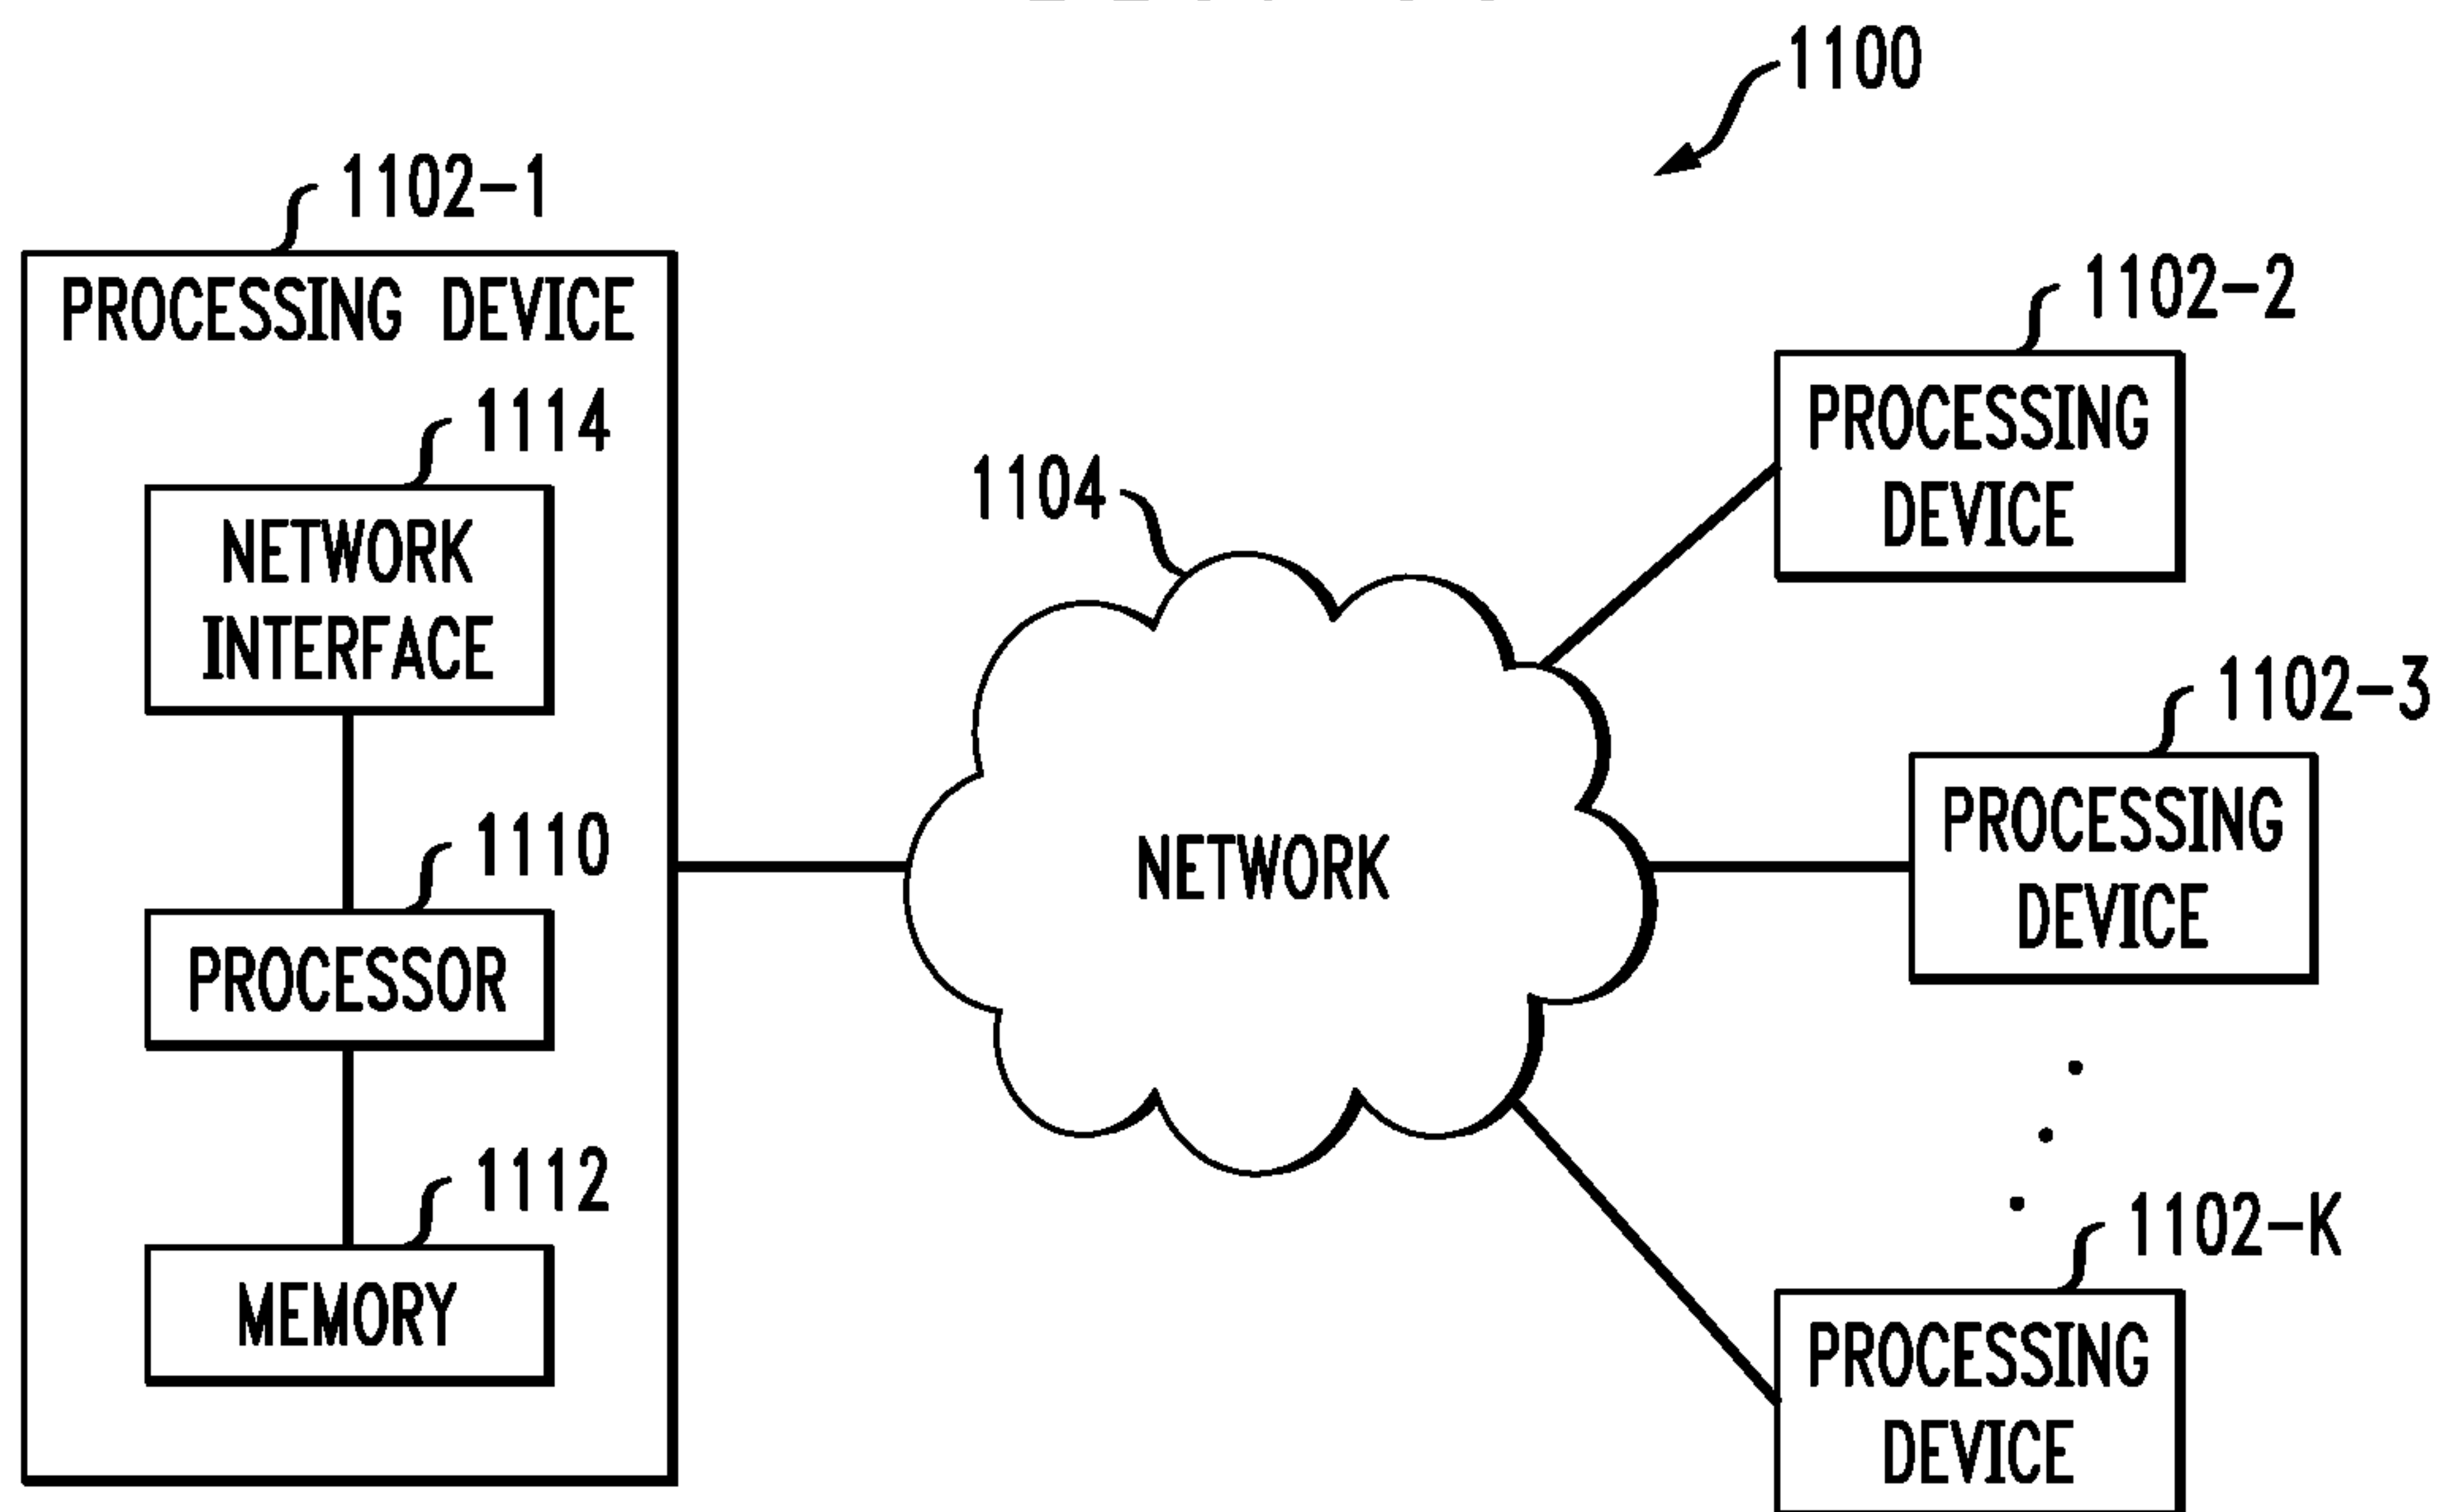 1100
1102-1
PROCESSING DEVICE
1114
NETWORK
INTERFACE
1110
PROCESSOR
1112
MEMORY
1104
NETWORK
1102-2
PROCESSING
DEVICE
1102-3
PROCESSING
DEVICE
1102-K
PROCESSING
DEVICE